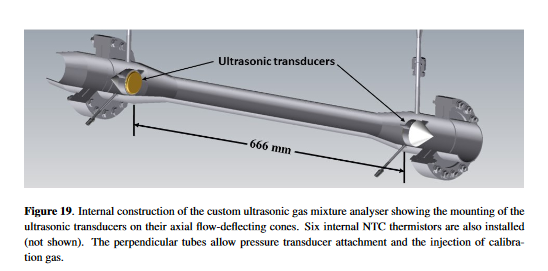 Ultrasonic transducers
666 mm
Figure 19. Internal construction of the custom ultrasonic gas mixture analyser showing the mounting of the
ultrasonic transducers on their axial flow-deflecting cones. Six internal NTC thermistors are also installed
(not shown). The perpendicular tubes allow pressure transducer attachment and the injection of calibra-
tion gas.